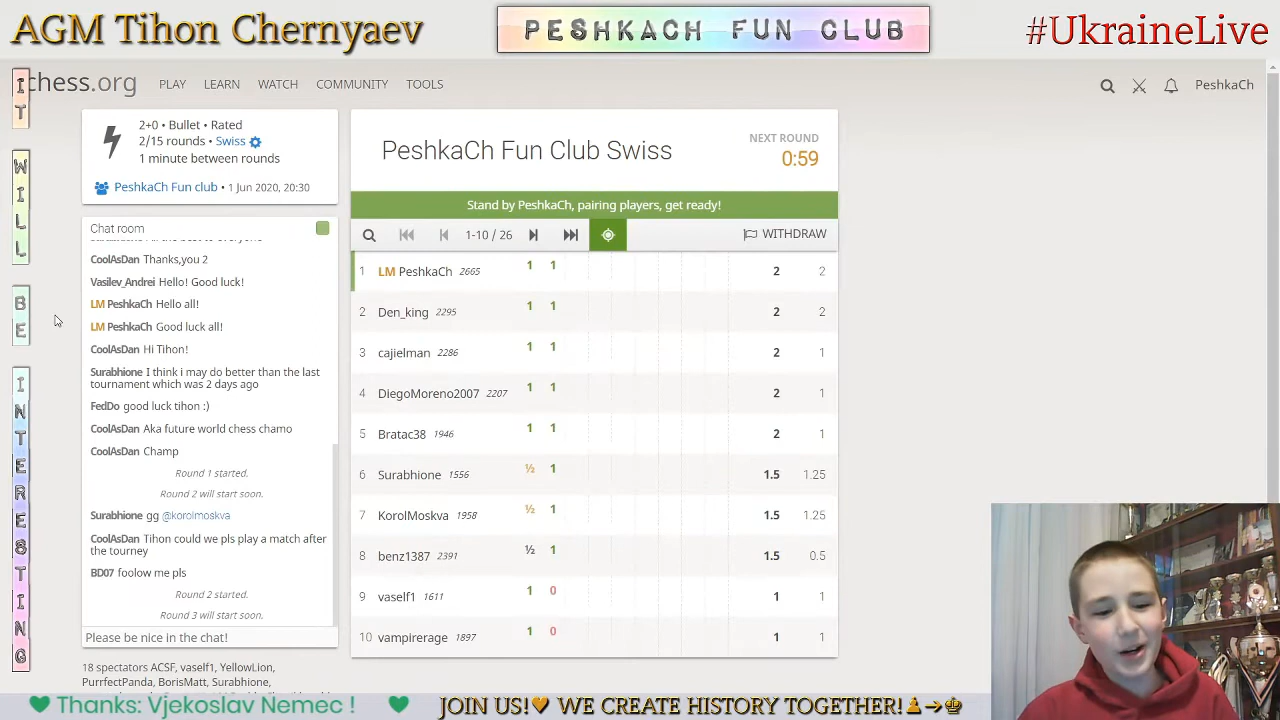 AGM Tihon Chernyaev
PESHKACH FUN CLUB
#UkraineLive
IT WILL BE INTERESTING
chess.org
PLAY LEARN WATCH COMMUNITY TOOLS
PeshkaCh
2+0 • Bullet • Rated
2/15 rounds • Swiss
1 minute between rounds
PeshkaCh Fun club • 1 Jun 2020, 20:30
Chat room
CoolAsDan Thanks,you 2
Vasilev_Andrei Hello! Good luck!
LM PeshkaCh Hello all!
LM PeshkaCh Good luck all!
CoolAsDan Hi Tihon!
Surabhione I think i may do better than the last
tournament which was 2 days ago
FedDo good luck tihon :)
CoolAsDan Aka future world chess chamo
CoolAsDan Champ
Round 1 started.
Round 2 will start soon.
Surabhione gg @korolmoskva
CoolAsDan Tihon could we pls play a match after
the tourney
BD07 foolow me pls
Round 2 started.
Round 3 will start soon.
Please be nice in the chat!
18 spectators ACSF, vaself1, YellowLion,
PurrfectPanda, BorisMatt, Surabhione,
PeshkaCh Fun Club Swiss
NEXT ROUND
0:59
Stand by PeshkaCh, pairing players, get ready!
1-10 / 26
WITHDRAW
1 LM PeshkaCh 2665 1 1 2 2
2 Den_king 2295 1 1 2 2
3 cajielman 2286 1 1 2 1
4 DiegoMoreno2007 2207 1 1 2 1
5 Bratac38 1946 1 1 2 1
6 Surabhione 1556 ½ 1 1.5 1.25
7 KorolMoskva 1958 ½ 1 1.5 1.25
8 benz1387 2391 ½ 1 1.5 0.5
9 vaself1 1611 1 0 1 1
10 vampirerage 1897 1 0 1 1
Thanks: Vjekoslav Nemec !
JOIN US!🧡 WE CREATE HISTORY TOGETHER!♟→♚